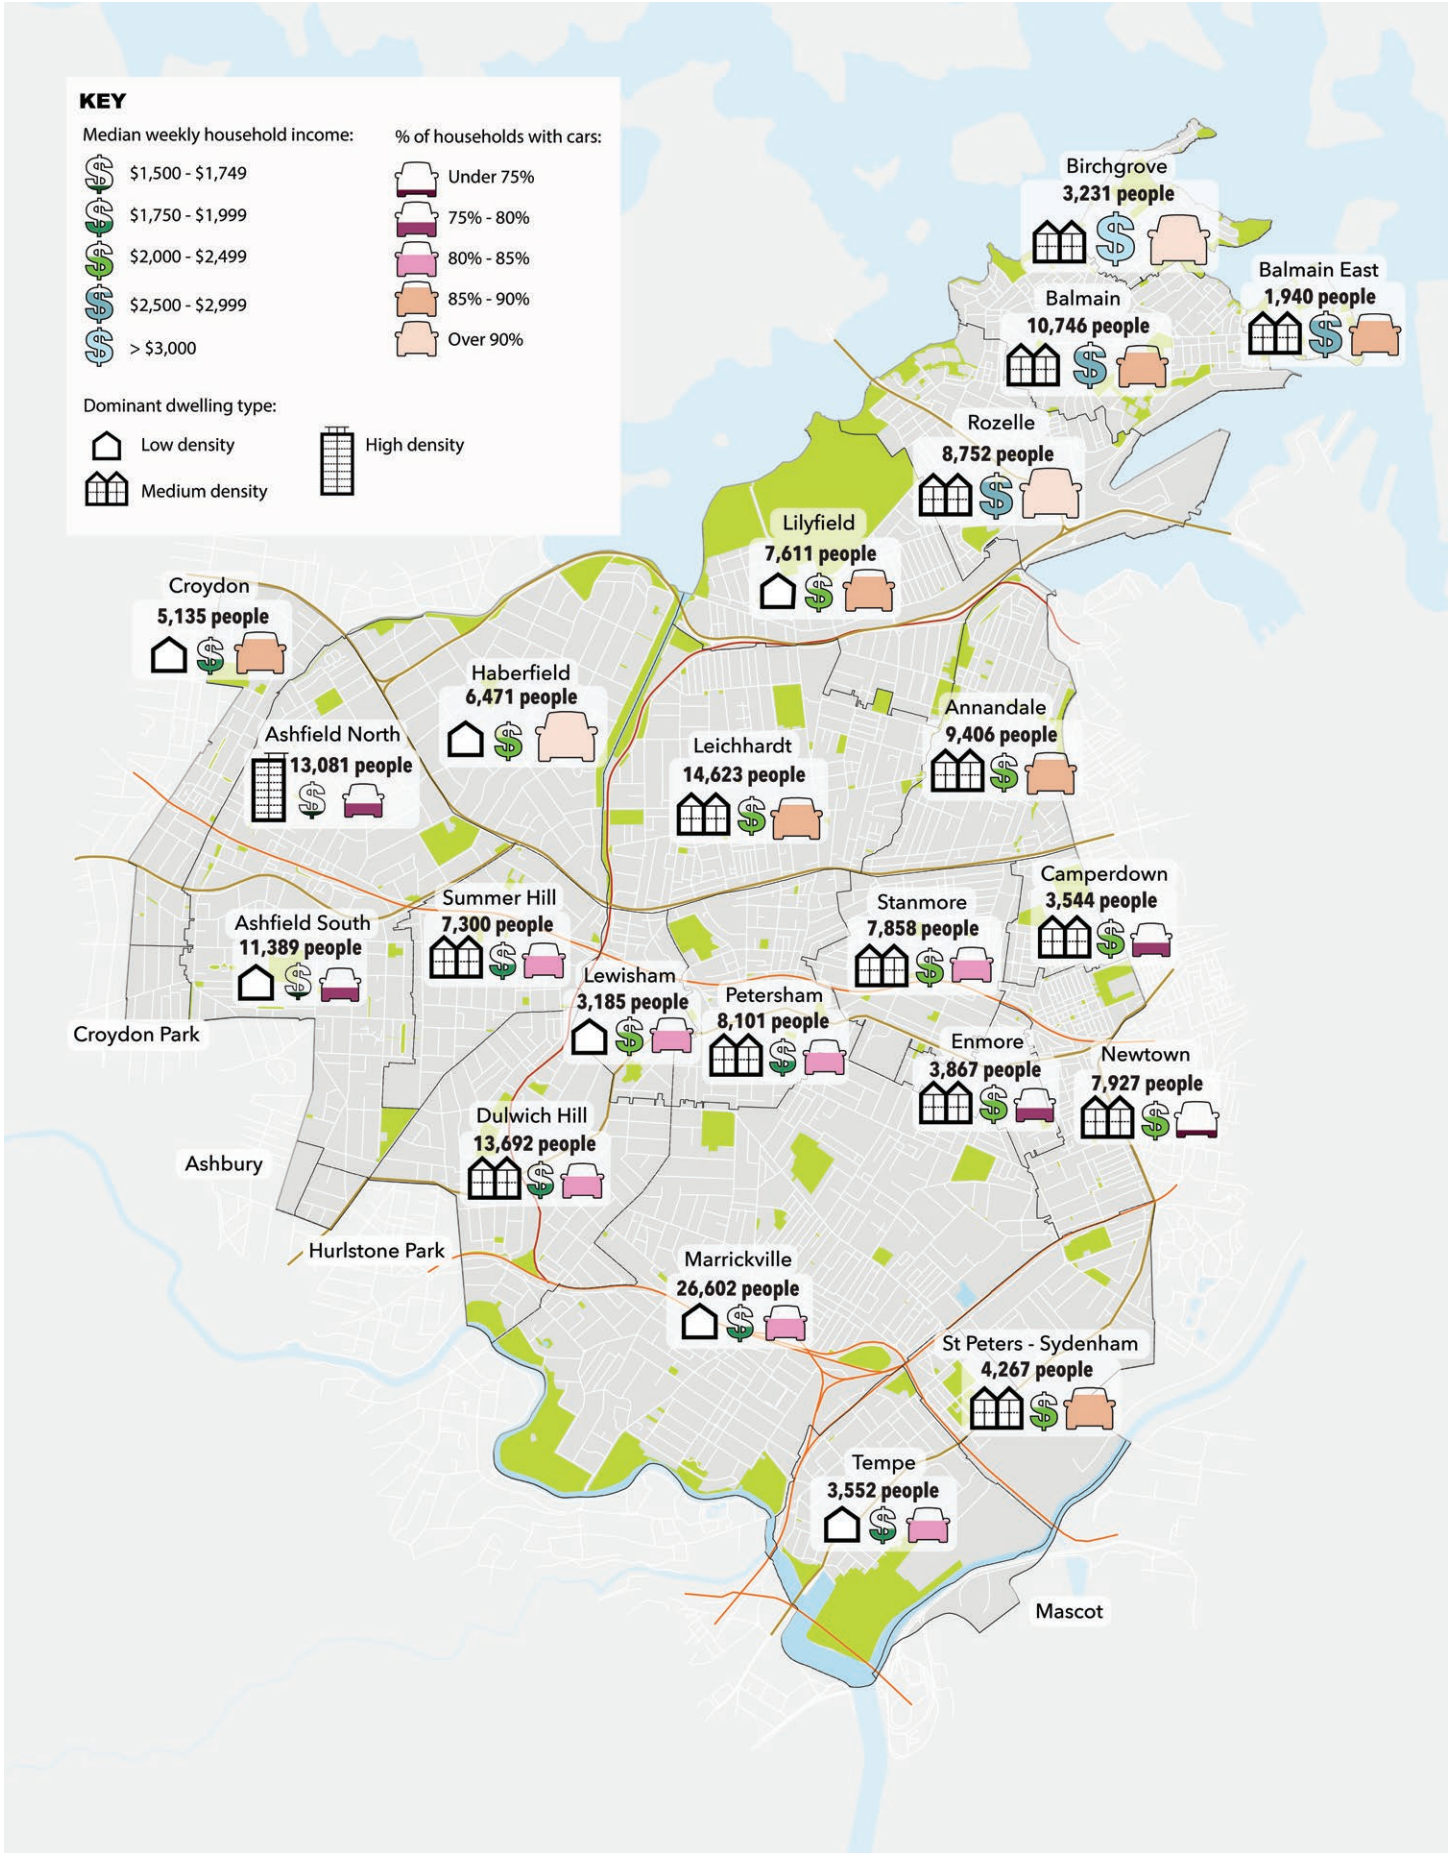 KEY
Median weekly household income:
$1,500 - $1,749
$1,750 - $1,999
$2,000 - $2,499
$2,500 - $2,999
> $3,000
% of households with cars:
Under 75%
75% - 80%
80% - 85%
85% - 90%
Over 90%
Dominant dwelling type:
Low density
Medium density
High density
Birchgrove
3,231 people
Balmain East
1,940 people
Balmain
10,746 people
Rozelle
8,752 people
Lilyfield
7,611 people
Croydon
5,135 people
Haberfield
6,471 people
Ashfield North
13,081 people
Leichhardt
14,623 people
Annandale
9,406 people
Camperdown
3,544 people
Summer Hill
7,300 people
Stanmore
7,858 people
Ashfield South
11,389 people
Lewisham
3,185 people
Petersham
8,101 people
Croydon Park
Enmore
3,867 people
Newtown
7,927 people
Dulwich Hill
13,692 people
Ashbury
Hurlstone Park
Marrickville
26,602 people
St Peters - Sydenham
4,267 people
Tempe
3,552 people
Mascot